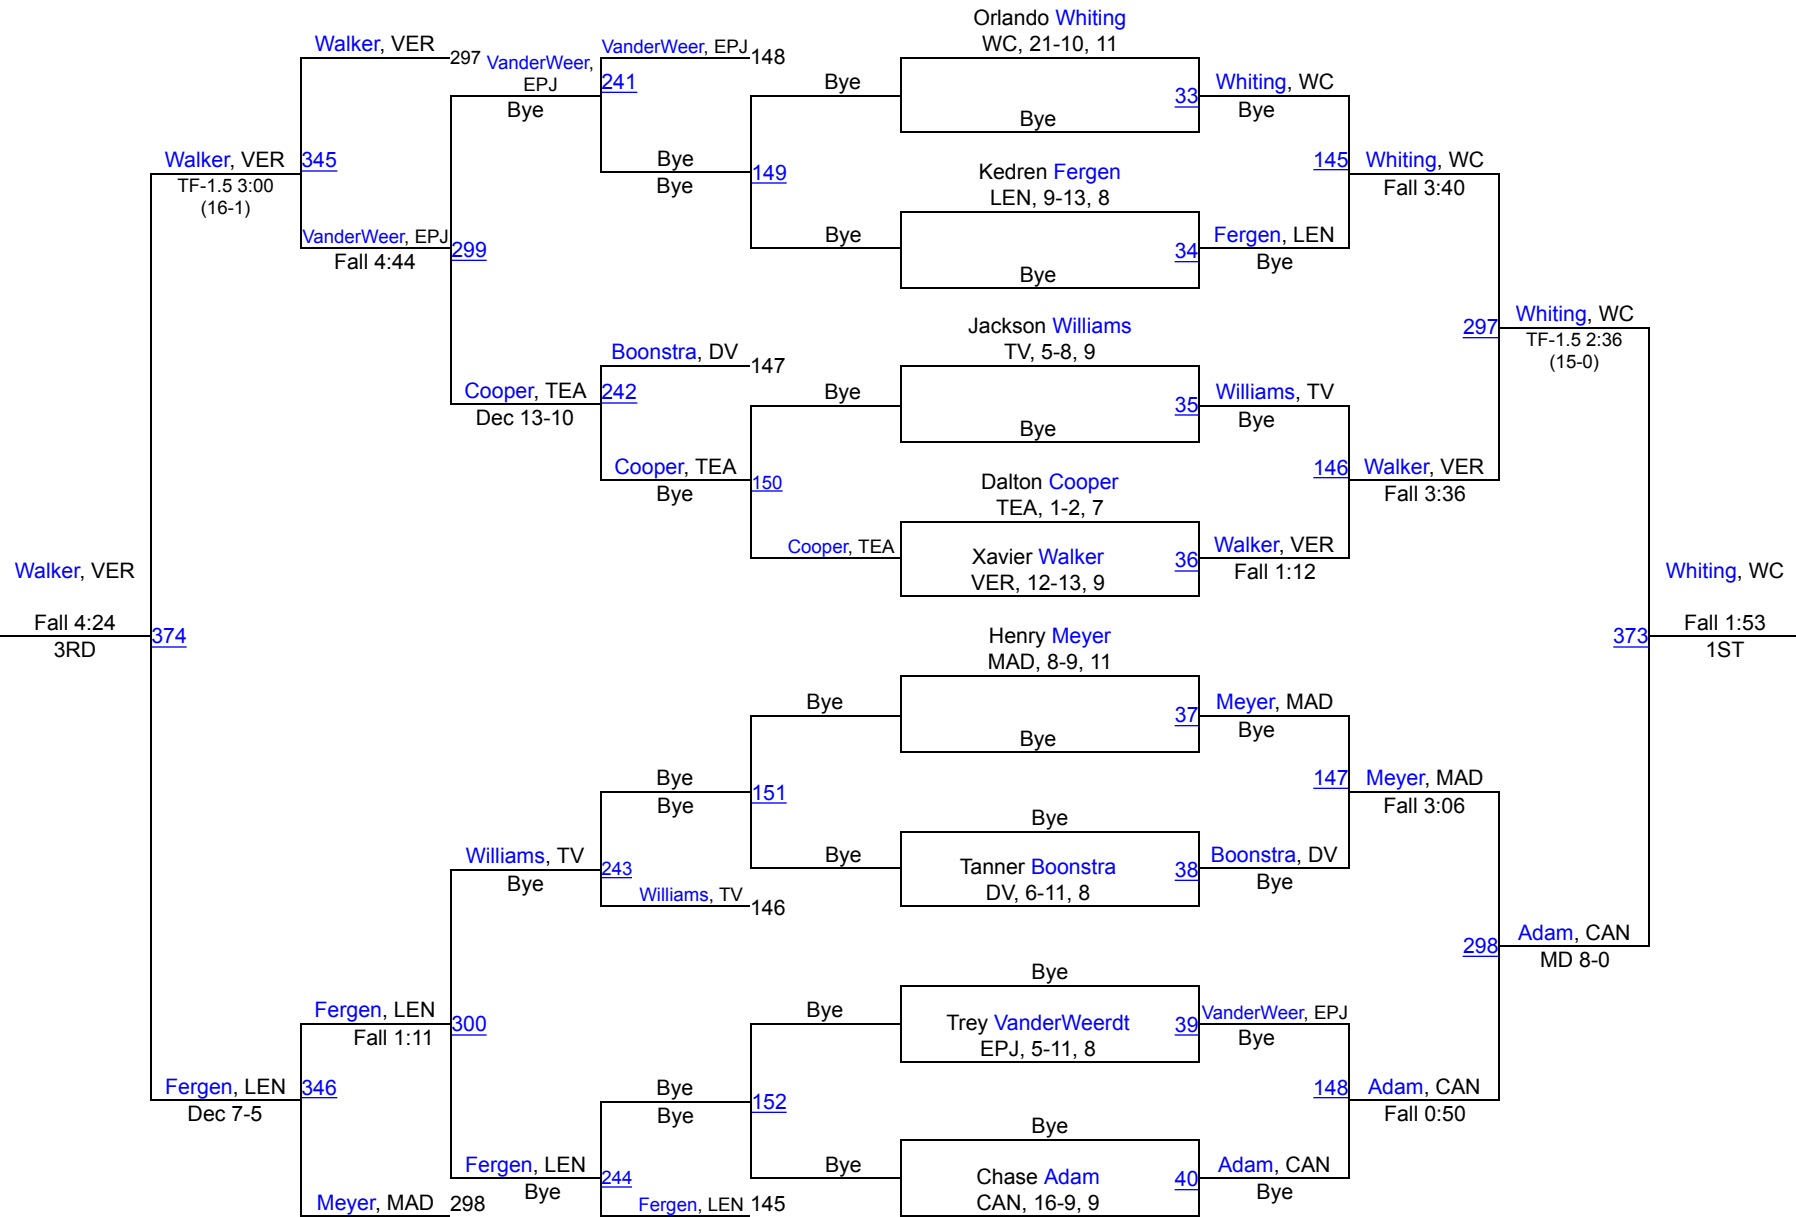 Walker, VER
Fall 4:24
3RD
374
Walker, VER
TF-1.5 3:00
(16-1)
Fergen, LEN
Dec 7-5
Walker, VER
297
345
VanderWeer, EPJ
Fall 4:44
Fergen, LEN
Fall 1:11
346
Meyer, MAD
298
VanderWeer,
EPJ
Bye
299
Cooper, TEA
Dec 13-10
Williams, TV
Bye
300
Fergen, LEN
Bye
VanderWeer, EPJ
148
241
Bye
Bye
Boonstra, DV
147
242
Cooper, TEA
Bye
Bye
Bye
243
Williams, TV
146
Bye
Bye
244
Fergen, LEN
145
Bye
149
Bye
Bye
150
Cooper, TEA
Bye
151
Bye
Bye
152
Bye
Orlando Whiting
WC, 21-10, 11
33
Bye
Kedren Fergen
LEN, 9-13, 8
34
Bye
Jackson Williams
TV, 5-8, 9
35
Bye
Dalton Cooper
TEA, 1-2, 7
Xavier Walker
VER, 12-13, 9
36
Henry Meyer
MAD, 8-9, 11
37
Bye
Bye
Tanner Boonstra
DV, 6-11, 8
38
Bye
Trey VanderWeerdt
EPJ, 5-11, 8
39
Bye
Chase Adam
CAN, 16-9, 9
40
Whiting, WC
Bye
145
Fergen, LEN
Bye
Williams, TV
Bye
146
Walker, VER
Fall 1:12
Meyer, MAD
Bye
147
Boonstra, DV
Bye
VanderWeer, EPJ
Bye
148
Adam, CAN
Bye
Whiting, WC
Fall 3:40
297
Walker, VER
Fall 3:36
Meyer, MAD
Fall 3:06
298
Adam, CAN
Fall 0:50
Whiting, WC
TF-1.5 2:36
(15-0)
373
Adam, CAN
MD 8-0
Whiting, WC
Fall 1:53
1ST